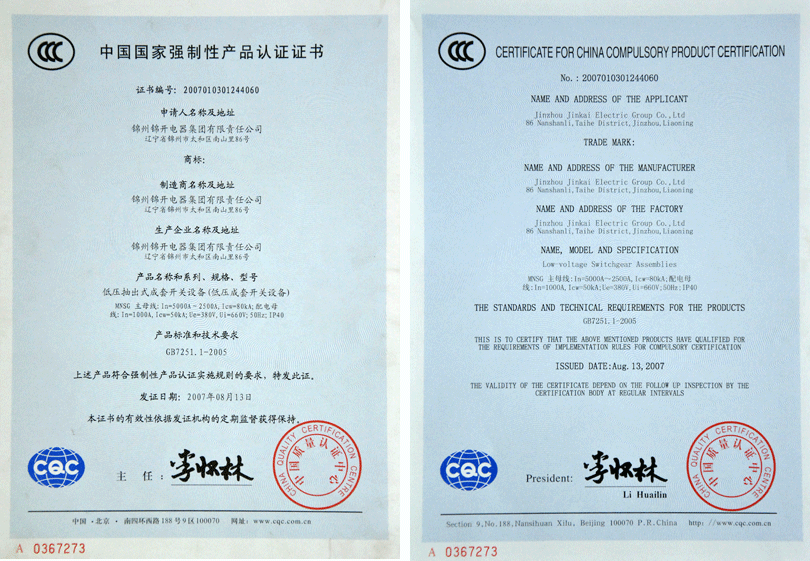 CCC
中国国家强制性产品认证证书
证书编号: 2007010301244060
申请人名称及地址
锦州锦开电器集团有限责任公司
辽宁省锦州市太和区南山里86号
商标:
制造商名称及地址
锦州锦开电器集团有限责任公司
辽宁省锦州市太和区南山里86号
生产企业名称及地址
锦州锦开电器集团有限责任公司
辽宁省锦州市太和区南山里86号
产品名称和系列、规格、型号
低压抽出式成套开关设备(低压成套开关设备)
MNSG 主母线:In=5000A~2500A,Icw=80kA;配电母
线:In=1000A,Icw=50kA;Ue=380V,Ui=660V;50Hz;IP40
产品标准和技术要求
GB7251.1-2005
上述产品符合强制性产品认证实施规则的要求，特发此证。
发证日期: 2007年08月13日
本证书的有效性依据发证机构的定期监督获得保持。
CQC
主 任 :
李怀林
CHINA QUALITY CERTIFICATION CENTRE
中国质量认证中心
中国·北京·南四环西路188号9区100070 网址: www.cqc.com.cn
A 0367273
CCC
CERTIFICATE FOR CHINA COMPULSORY PRODUCT CERTIFICATION
No.: 2007010301244060
NAME AND ADDRESS OF THE APPLICANT
Jinzhou Jinkai Electric Group Co.,Ltd
86 Nanshanli,Taihe District,Jinzhou,Liaoning
TRADE MARK:
NAME AND ADDRESS OF THE MANUFACTURER
Jinzhou Jinkai Electric Group Co.,Ltd
86 Nanshanli,Taihe District,Jinzhou,Liaoning
NAME AND ADDRESS OF THE FACTORY
Jinzhou Jinkai Electric Group Co.,Ltd
86 Nanshanli,Taihe District,Jinzhou,Liaoning
NAME, MODEL AND SPECIFICATION
Low-voltage Switchgear Assemblies
MNSG 主母线:In=5000A~2500A,Icw=80kA;配电母
线:In=1000A,Icw=50kA;Ue=380V,Ui=660V;50Hz;IP40
THE STANDARDS AND TECHNICAL REQUIREMENTS FOR THE PRODUCTS
GB7251.1-2005
THIS IS TO CERTIFY THAT THE ABOVE MENTIONED PRODUCTS HAVE QUALIFIED FOR
THE REQUIREMENTS OF IMPLEMENTATION RULES FOR COMPULSORY CERTIFICATION
ISSUED DATE:Aug.13,2007
THE VALIDITY OF THE CERTIFICATE DEPEND ON THE FOLLOW UP INSPECTION BY THE
CERTIFICATION BODY AT REGULAR INTERVALS
CQC
President:
李怀林
Li Huailin
CHINA QUALITY CERTIFICATION CENTRE
中国质量认证中心
Section 9,No.188,Nansihuan Xilu, Beijing 100070 P.R.China http: //www.cqc.com.cn
A 0367273